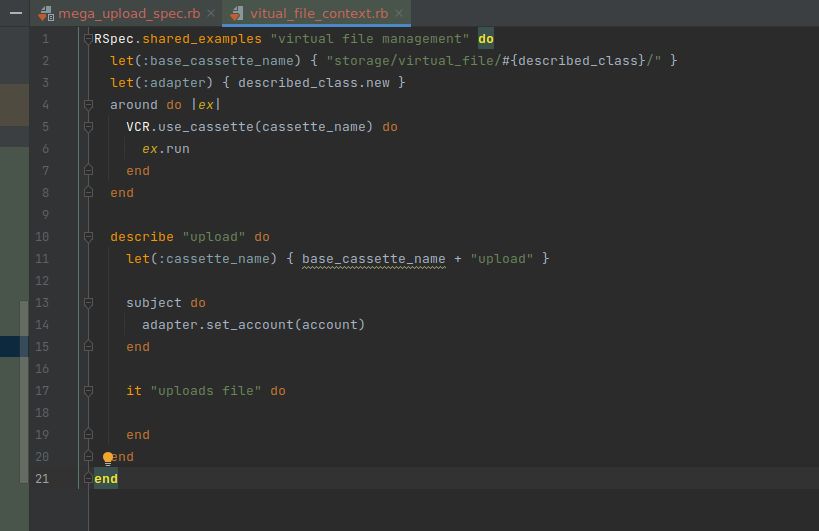 mega_upload_spec.rb
vitual_file_context.rb
1 RSpec.shared_examples "virtual file management" do
2   let(:base_cassette_name) { "storage/virtual_file/#{described_class}/" }
3   let(:adapter) { described_class.new }
4   around do |ex|
5     VCR.use_cassette(cassette_name) do
6       ex.run
7     end
8   end
9
10   describe "upload" do
11     let(:cassette_name) { base_cassette_name + "upload" }
12
13     subject do
14       adapter.set_account(account)
15     end
16
17     it "uploads file" do
18
19     end
20   end
21 end